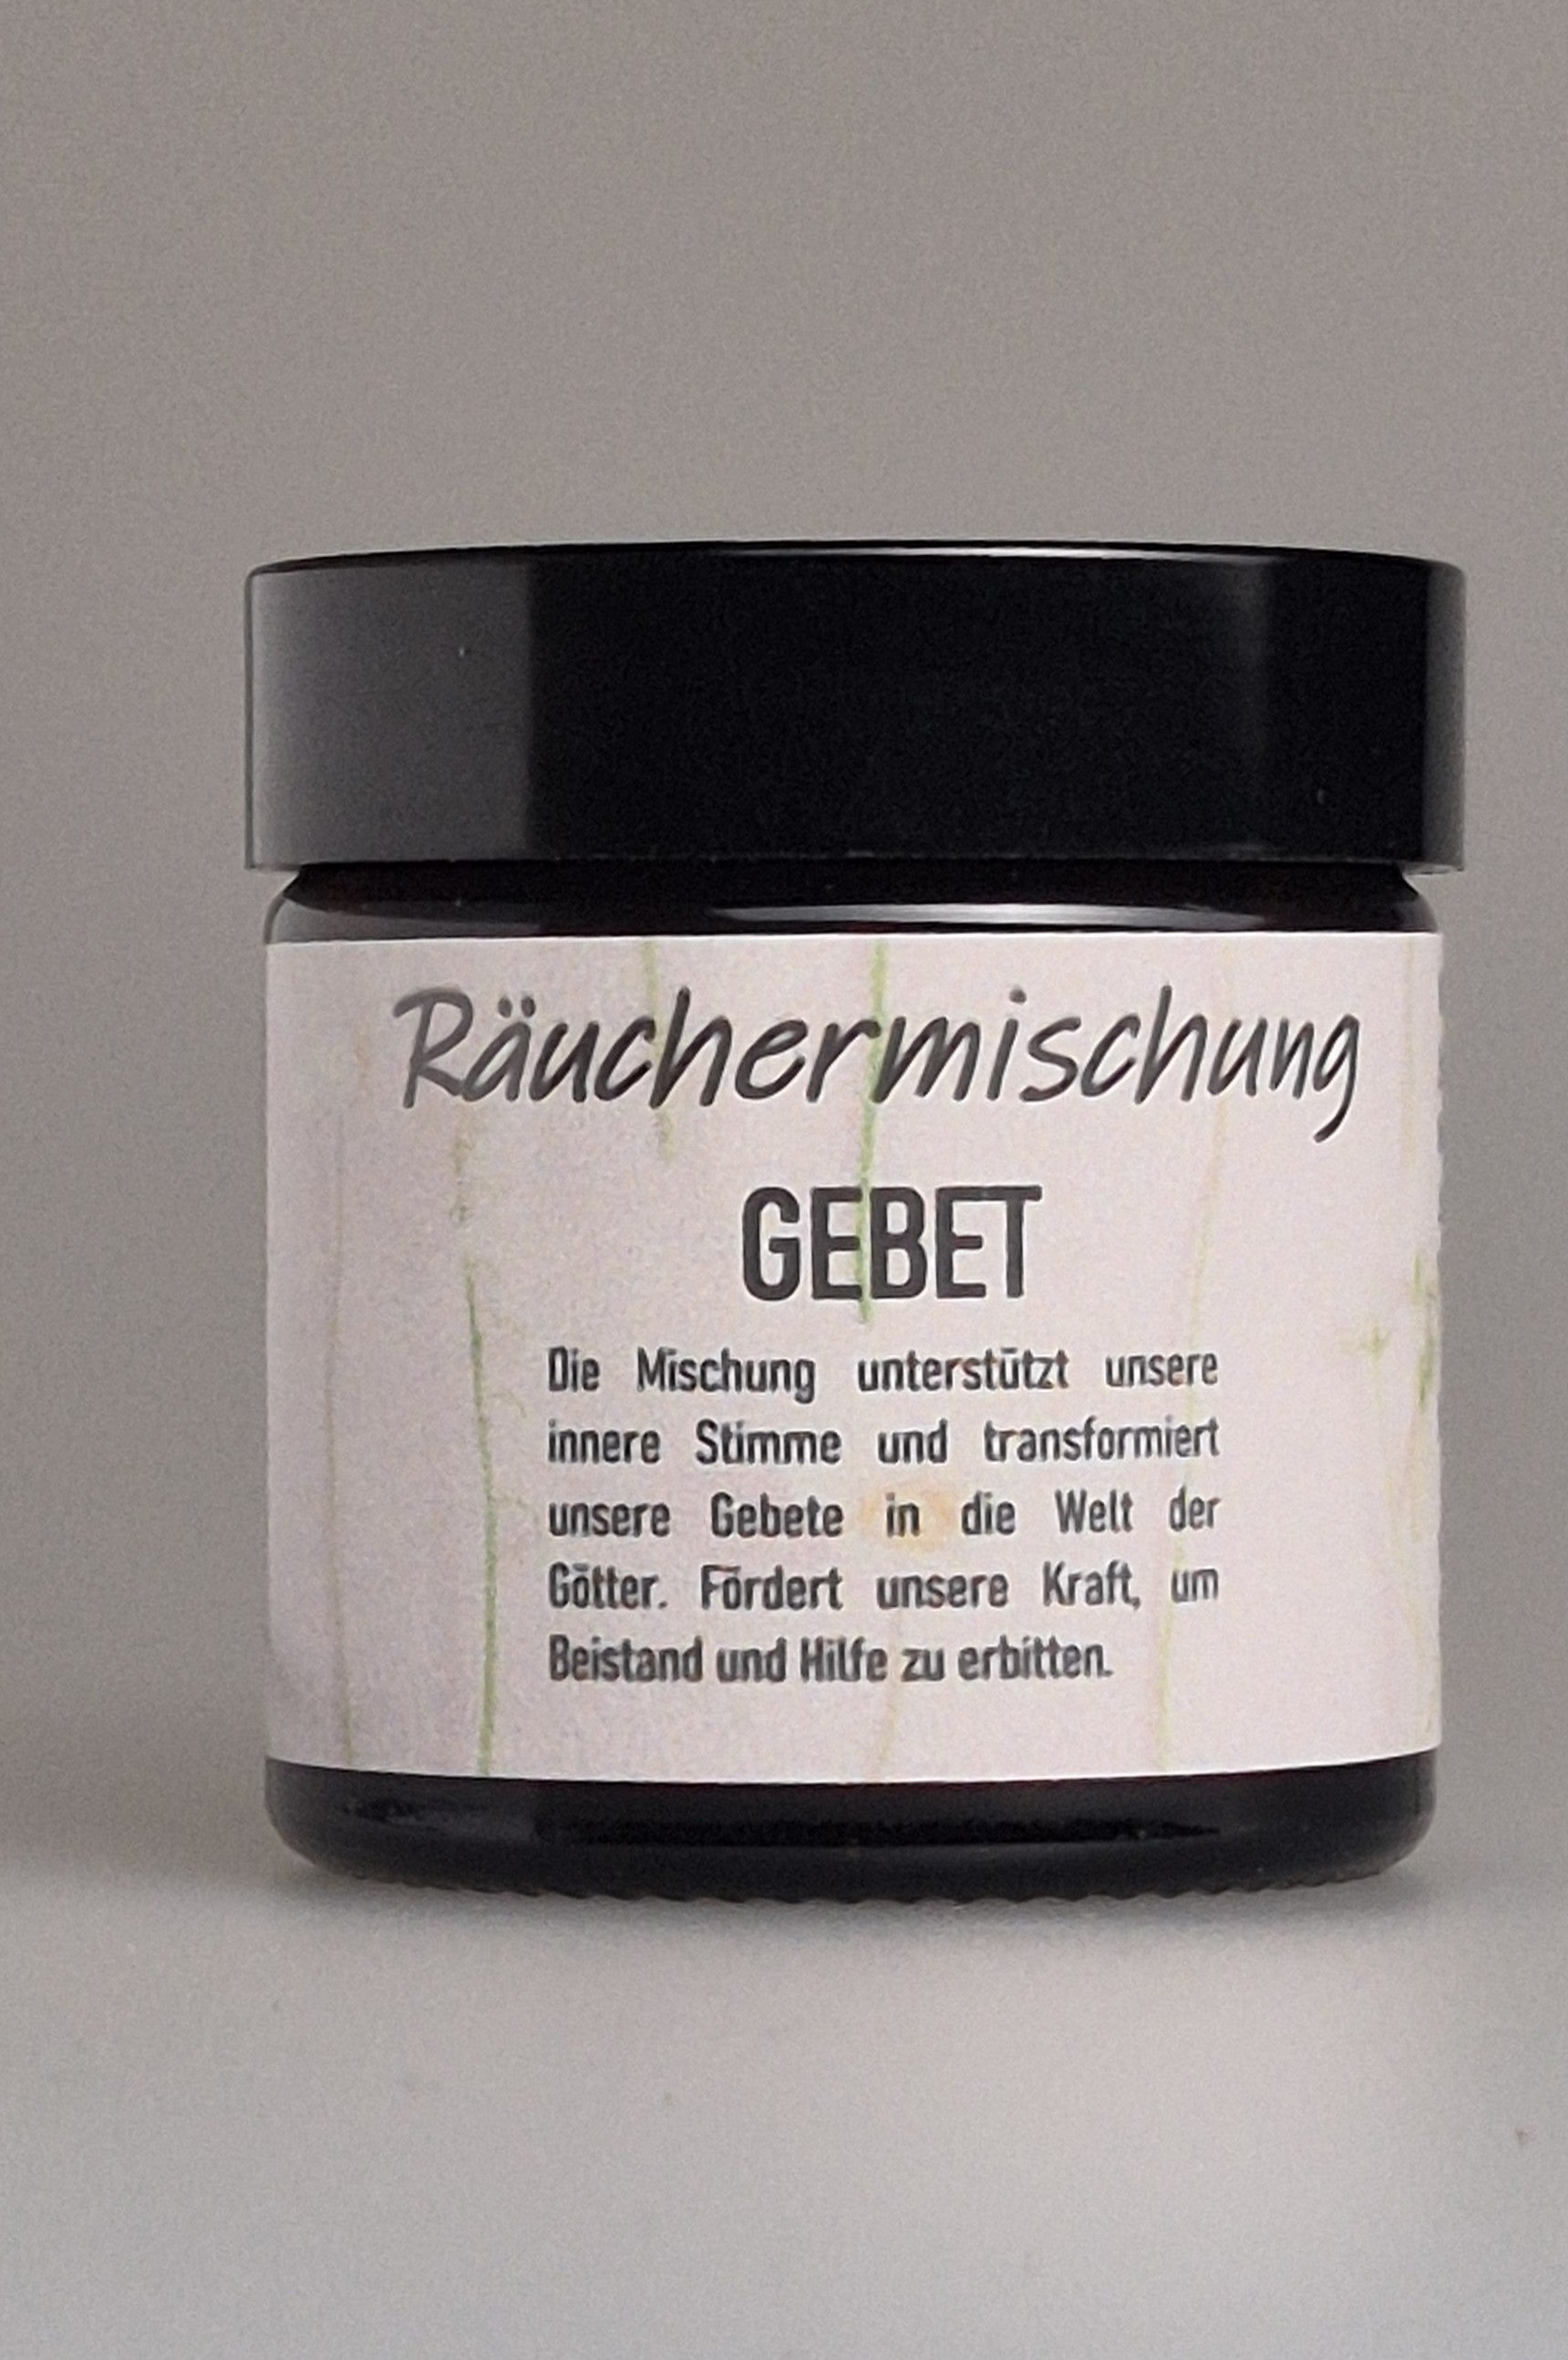 Räuchermischung
GEBET
Die Mischung unterstützt unsere
innere Stimme und transformiert
unsere Gebete in die Welt der
Götter. Fördert unsere Kraft, um
Beistand und Hilfe zu erbitten.